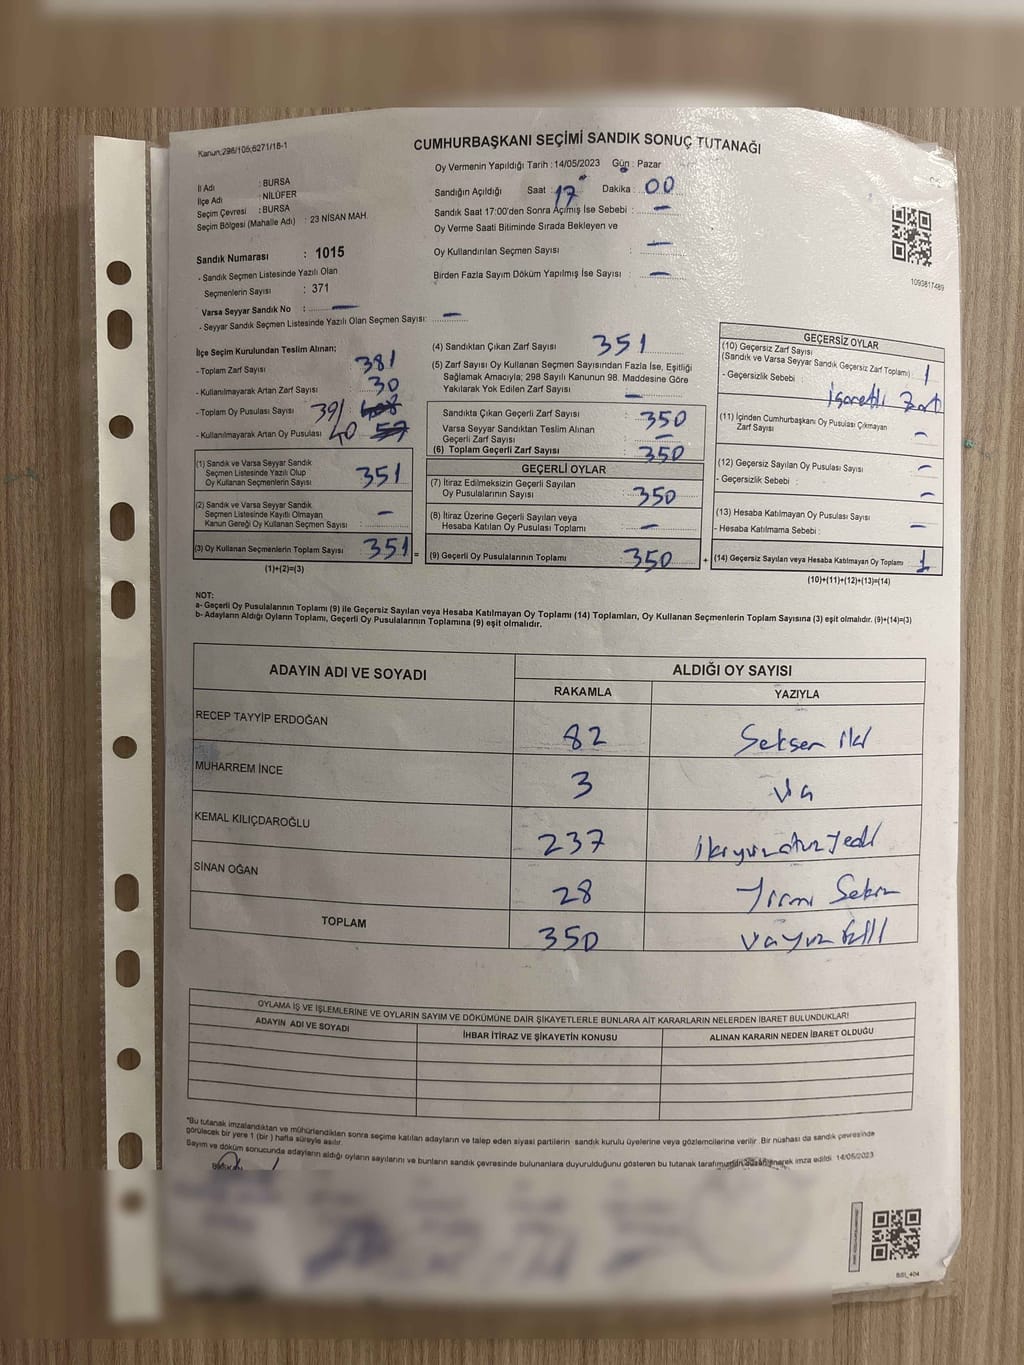 Kanun:298/105;6271/18-1
CUMHURBAŞKANI SEÇİMİ SANDIK SONUÇ TUTANAĞI
Oy Vermenin Yapıldığı Tarih : 14/05/2023 Gün : Pazar
İl Adı : BURSA
İlçe Adı : NİLÜFER
Seçim Çevresi : BURSA
Seçim Bölgesi (Mahalle Adı) : 23 NİSAN MAH.
Sandığın Açıldığı Saat : 17 Dakika : 00
Sandık Saat 17:00'den Sonra Açımış İse Sebebi : —
Oy Verme Saati Bitiminde Sırada Bekleyen ve
Oy Kullandırılan Seçmen Sayısı : —
Birden Fazla Sayım Döküm Yapılmış İse Sayısı : —
1093817489
Sandık Numarası : 1015
- Sandık Seçmen Listesinde Yazılı Olan
Seçmenlerin Sayısı : 371
Varsa Seyyar Sandık No : —
- Seyyar Sandık Seçmen Listesinde Yazılı Olan Seçmen Sayısı: —
İlçe Seçim Kurulundan Teslim Alınan;
- Toplam Zarf Sayısı : 381
- Kullanılmayarak Artan Zarf Sayısı : 30
- Toplam Oy Pusulası Sayısı 391
- Kullanılmayarak Artan Oy Pusulası 40 57
(1) Sandık ve Varsa Seyyar Sandık
Seçmen Listesinde Yazılı Olup
Oy Kullanan Seçmenlerin Sayısı : 351
(2) Sandık ve Varsa Seyyar Sandık
Seçmen Listesinde Kayıtlı Olmayan
Kanun Gereği Oy Kullanan Seçmen Sayısı : —
(3) Oy Kullanan Seçmenlerin Toplam Sayısı 351 =
(1)+(2)=(3)
(4) Sandıktan Çıkan Zarf Sayısı 351
(5) Zarf Sayısı Oy Kullanan Seçmen Sayısından Fazla İse, Eşitliği
Sağlamak Amacıyla; 298 Sayılı Kanunun 98. Maddesine Göre
Yakılarak Yok Edilen Zarf Sayısı : —
Sandıkta Çıkan Geçerli Zarf Sayısı : 350
Varsa Seyyar Sandıktan Teslim Alınan
Geçerli Zarf Sayısı : —
(6) Toplam Geçerli Zarf Sayısı : 350
GEÇERLİ OYLAR
(7) İtiraz Edilmeksizin Geçerli Sayılan
Oy Pusulalarının Sayısı : 350
(8) İtiraz Üzerine Geçerli Sayılan veya
Hesaba Katılan Oy Pusulası Toplamı : —
(9) Geçerli Oy Pusulalarının Toplamı : 350 +
GEÇERSİZ OYLAR
(10) Geçersiz Zarf Sayısı
(Sandık ve Varsa Seyyar Sandık Geçersiz Zarf Toplamı) : 1
- Geçersizlik Sebebi : İşaretli Zarf
(11) İçinden Cumhurbaşkanı Oy Pusulası Çıkmayan
Zarf Sayısı : —
(12) Geçersiz Sayılan Oy Pusulası Sayısı : —
- Geçersizlik Sebebi : —
(13) Hesaba Katılmayan Oy Pusulası Sayısı : —
- Hesaba Katılmama Sebebi :
(14) Geçersiz Sayılan veya Hesaba Katılmayan Oy Toplamı : 1
(10)+(11)+(12)+(13)=(14)
NOT:
a- Geçerli Oy Pusulalarının Toplamı (9) ile Geçersiz Sayılan veya Hesaba Katılmayan Oy Toplamı (14) Toplamları, Oy Kullanan Seçmenlerin Toplam Sayısına (3) eşit olmalıdır. (9)+(14)=(3)
b- Adayların Aldığı Oyların Toplamı, Geçerli Oy Pusulalarının Toplamına (9) eşit olmalıdır.
ADAYIN ADI VE SOYADI ALDIĞI OY SAYISI
RAKAMLA YAZIYLA
RECEP TAYYİP ERDOĞAN 82 Seksen iki
MUHARREM İNCE 3 Üç
KEMAL KILIÇDAROĞLU 237 İkiyüzotuzyedi
SİNAN OĞAN 28 Yirmi Sekiz
TOPLAM 350 Üçyüz Elli
OYLAMA İŞ VE İŞLEMLERİNE VE OYLARIN SAYIM VE DÖKÜMÜNE DAİR ŞİKAYETLERLE BUNLARA AİT KARARLARIN NELERDEN İBARET BULUNDUKLARI
ADAYIN ADI VE SOYADI İHBAR İTİRAZ VE ŞİKAYETİN KONUSU ALINAN KARARIN NEDEN İBARET OLDUĞU
*Bu tutanak imzalandıktan ve mühürlendikten sonra seçime katılan adayların ve talep eden siyasi partilerin sandık kurulu üyelerine veya gözlemcilerine verilir. Bir nüshası da sandık çevresinde
görülecek bir yere 1 (bir) hafta süreyle asılır.
Sayım ve döküm sonucunda adayların aldığı oyların sayılarını ve bunların sandık çevresinde bulunanlara duyurulduğunu gösteren bu tutanak tarafımızdan düzenlenerek imza edildi. 14/05/2023
BAŞKAN
BSİ_404